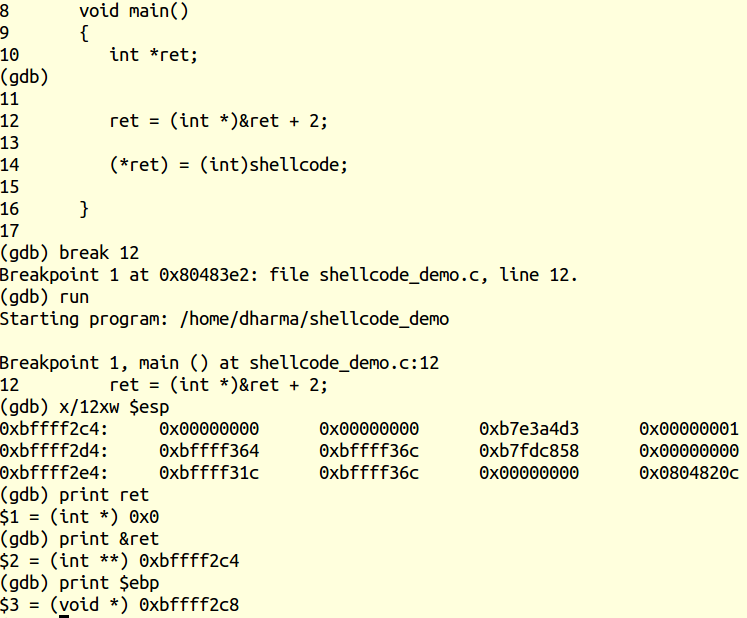 8       void main()
9       {
10         int *ret;
(gdb)
11
12         ret = (int *)&ret + 2;
13
14         (*ret) = (int)shellcode;
15
16      }
17
(gdb) break 12
Breakpoint 1 at 0x80483e2: file shellcode_demo.c, line 12.
(gdb) run
Starting program: /home/dharma/shellcode_demo

Breakpoint 1, main () at shellcode_demo.c:12
12         ret = (int *)&ret + 2;
(gdb) x/12xw $esp
0xbffff2c4:     0x00000000      0x00000000      0xb7e3a4d3      0x00000001
0xbffff2d4:     0xbffff364      0xbffff36c      0xb7fdc858      0x00000000
0xbffff2e4:     0xbffff31c      0xbffff36c      0x00000000      0x0804820c
(gdb) print ret
$1 = (int *) 0x0
(gdb) print &ret
$2 = (int **) 0xbffff2c4
(gdb) print $ebp
$3 = (void *) 0xbffff2c8